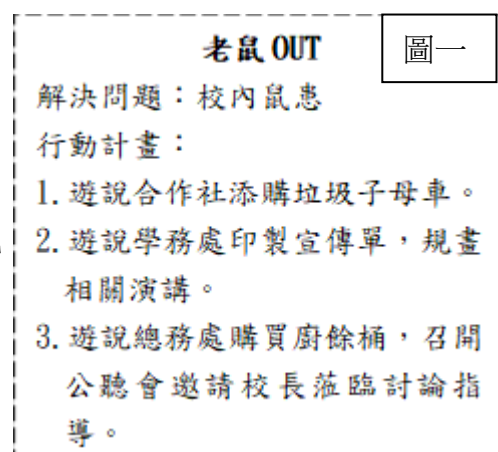 老鼠 OUT
圖一
解決問題：校內鼠患
行動計畫：
1. 遊說合作社添購垃圾子母車。
2. 遊說學務處印製宣傳單，規畫
相關演講。
3. 遊說總務處購買廚餘桶，召開
公聽會邀請校長蒞臨討論指
導。